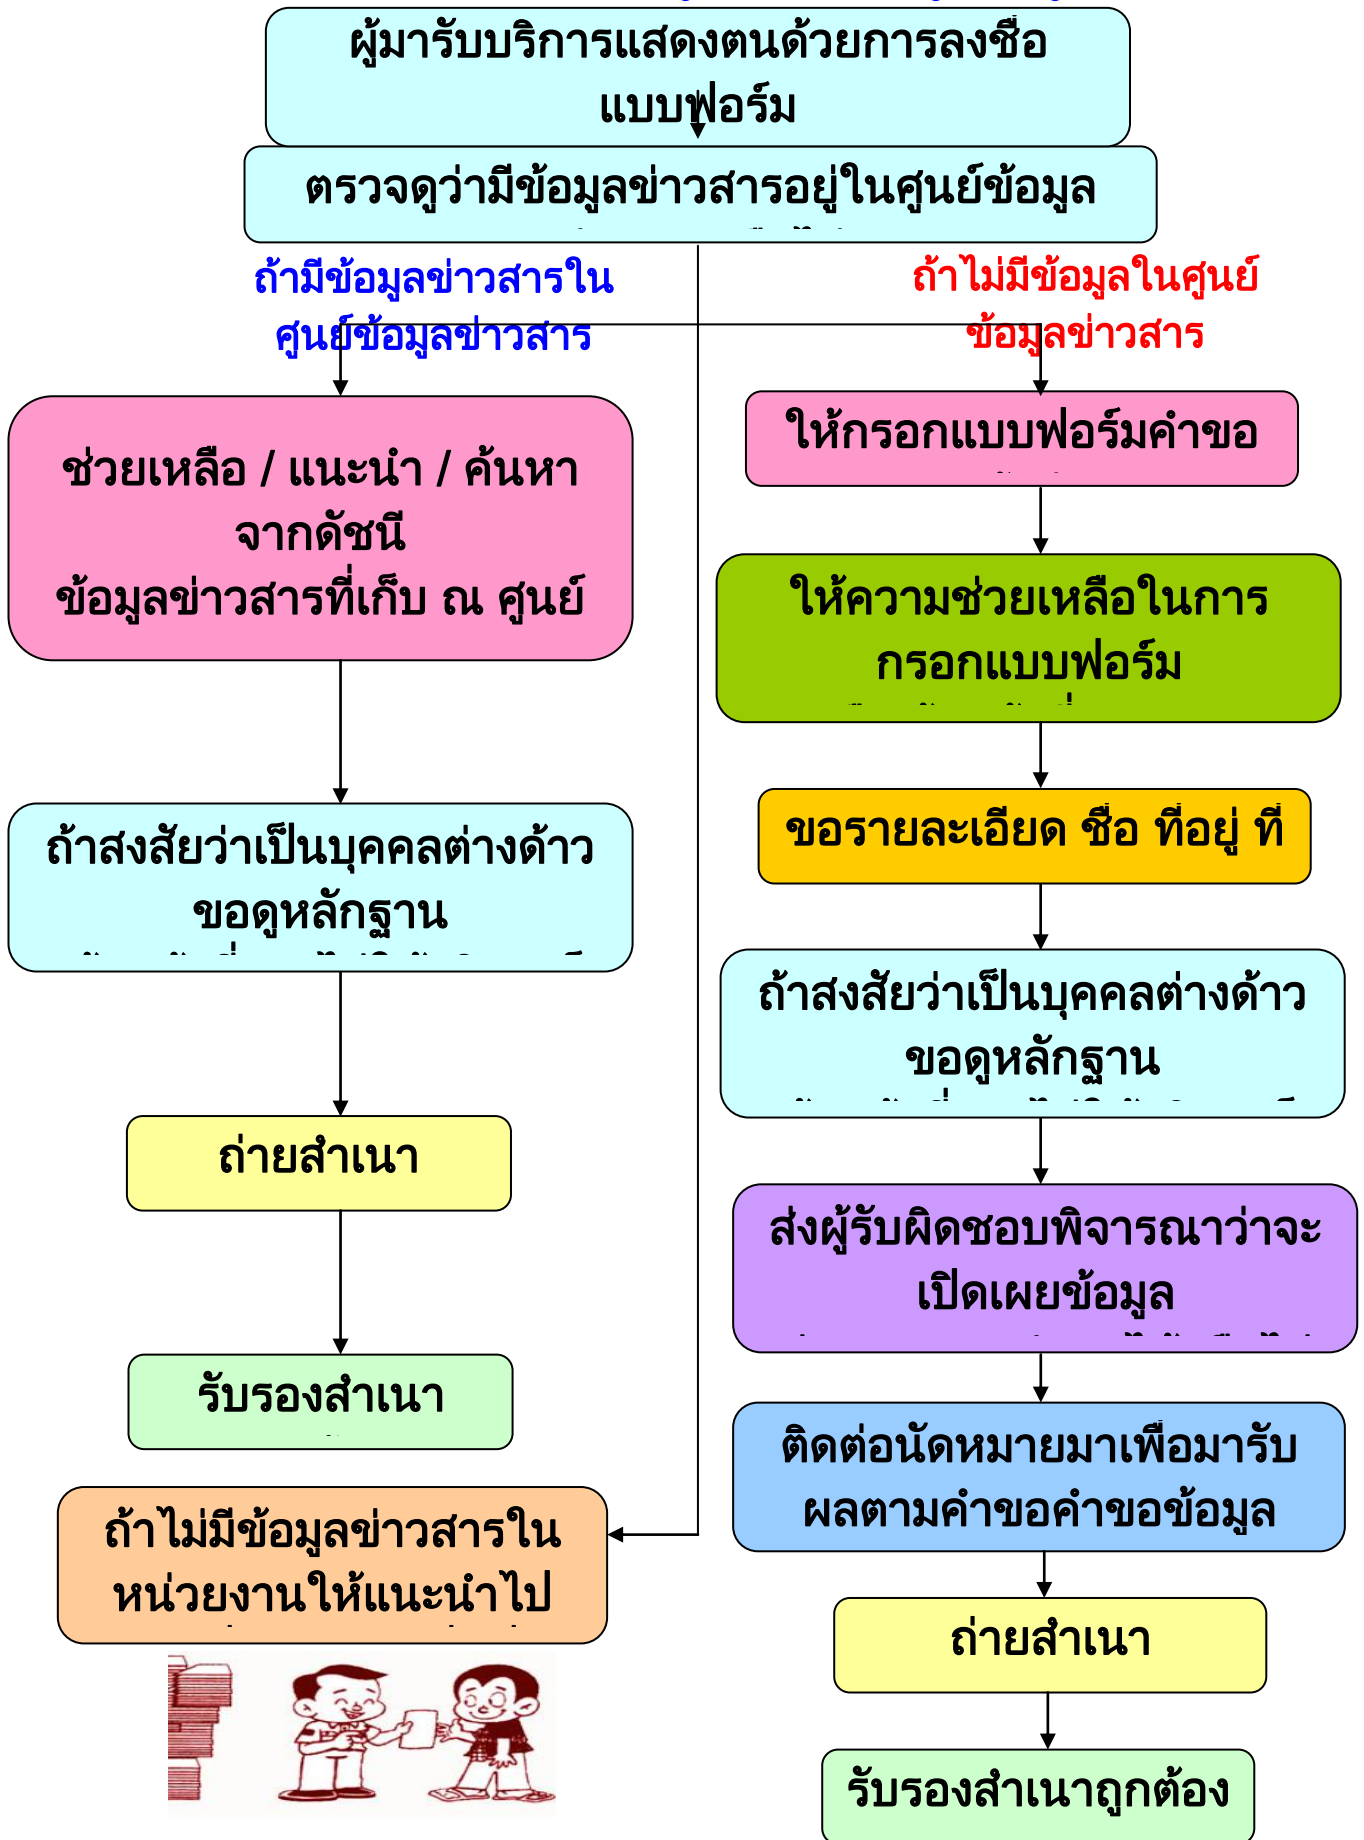 ผู้มารับบริการแสดงตนด้วยการลงชื่อ
แบบฟอร์ม
ตรวจดูว่ามีข้อมูลข่าวสารอยู่ในศูนย์ข้อมูล
ถ้ามีข้อมูลข่าวสารใน
ศูนย์ข้อมูลข่าวสาร
ถ้าไม่มีข้อมูลในศูนย์
ข้อมูลข่าวสาร
ช่วยเหลือ / แนะนำ / ค้นหา
จากดัชนี
ข้อมูลข่าวสารที่เก็บ ณ ศูนย์
ถ้าสงสัยว่าเป็นบุคคลต่างด้าว
ขอดูหลักฐาน
ถ่ายสำเนา
รับรองสำเนา
ถ้าไม่มีข้อมูลข่าวสารใน
หน่วยงานให้แนะนำไป
ให้กรอกแบบฟอร์มคำขอ
ให้ความช่วยเหลือในการ
กรอกแบบฟอร์ม
ขอรายละเอียด ชื่อ ที่อยู่ ที่
ถ้าสงสัยว่าเป็นบุคคลต่างด้าว
ขอดูหลักฐาน
ส่งผู้รับผิดชอบพิจารณาว่าจะ
เปิดเผยข้อมูล
ติดต่อนัดหมายมาเพื่อมารับ
ผลตามคำขอคำขอข้อมูล
ถ่ายสำเนา
รับรองสำเนาถูกต้อง